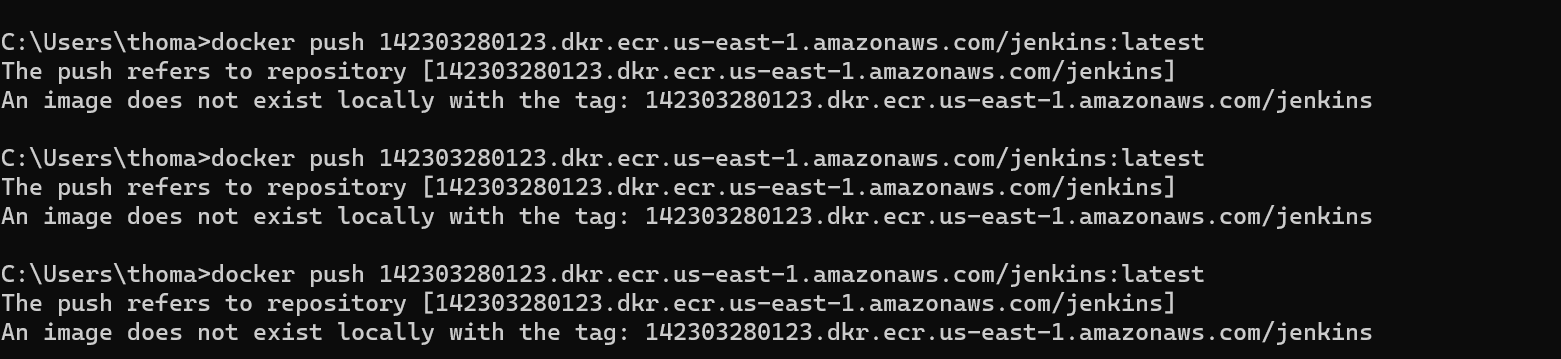 C:\Users\thoma>docker push 142303280123.dkr.ecr.us-east-1.amazonaws.com/jenkins:latest
The push refers to repository [142303280123.dkr.ecr.us-east-1.amazonaws.com/jenkins]
An image does not exist locally with the tag: 142303280123.dkr.ecr.us-east-1.amazonaws.com/jenkins
C:\Users\thoma>docker push 142303280123.dkr.ecr.us-east-1.amazonaws.com/jenkins:latest
The push refers to repository [142303280123.dkr.ecr.us-east-1.amazonaws.com/jenkins]
An image does not exist locally with the tag: 142303280123.dkr.ecr.us-east-1.amazonaws.com/jenkins
C:\Users\thoma>docker push 142303280123.dkr.ecr.us-east-1.amazonaws.com/jenkins:latest
The push refers to repository [142303280123.dkr.ecr.us-east-1.amazonaws.com/jenkins]
An image does not exist locally with the tag: 142303280123.dkr.ecr.us-east-1.amazonaws.com/jenkins